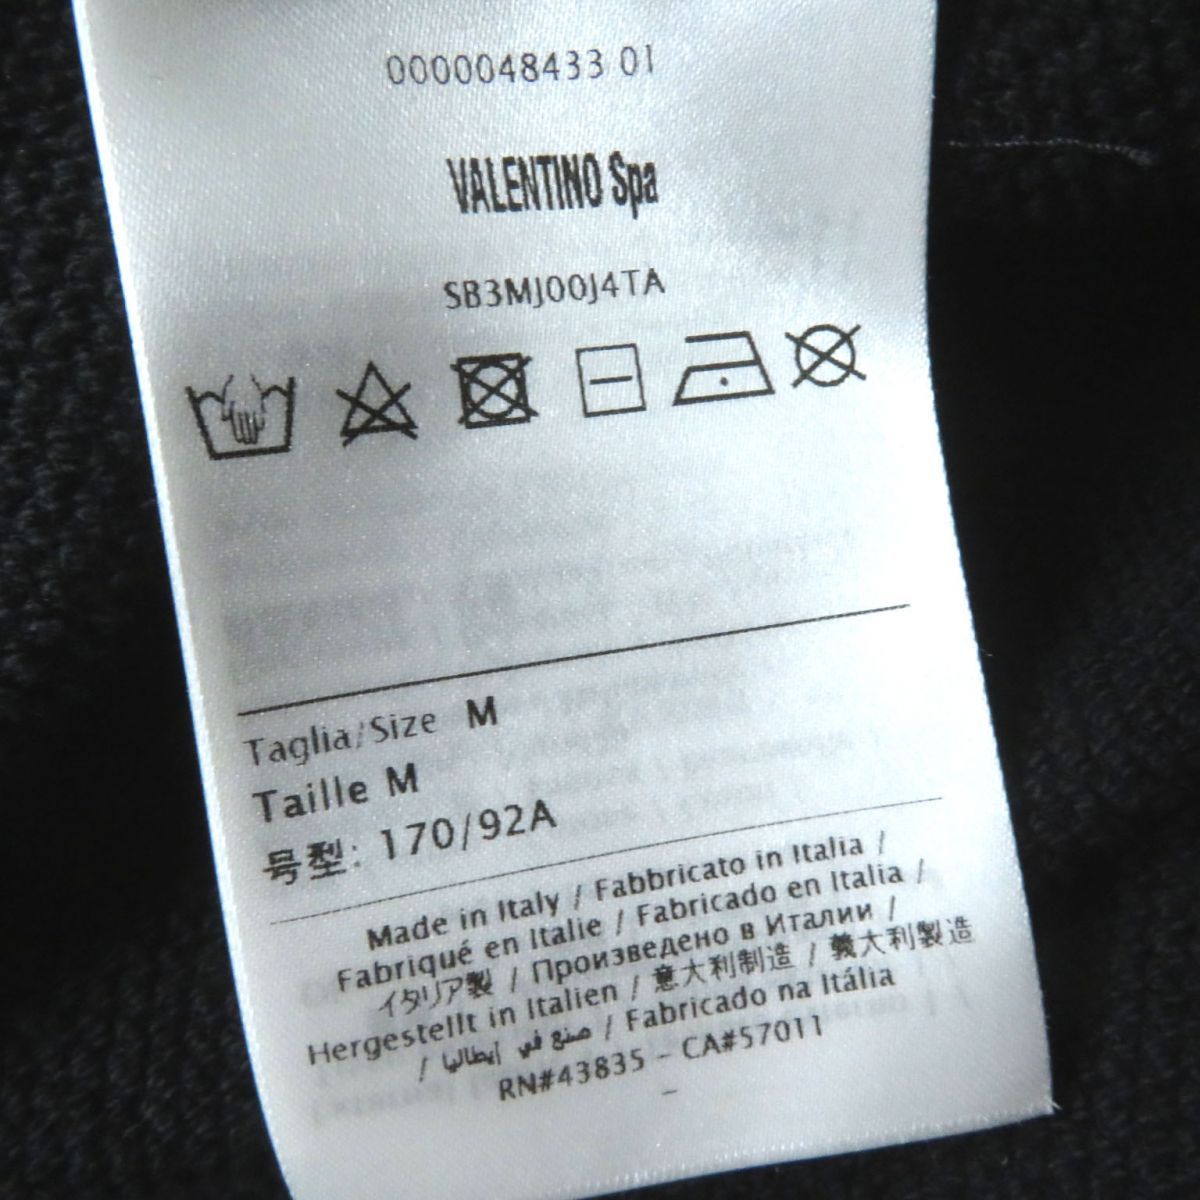 0000048433 01
VALENTINO Spa
SB3MJ00J4TA
Taglia/Size M
Taille M
号型: 170/92A
Made in Italy / Fabbricato in Italia /
Fabriqué en Italie / Fabricado en Italia /
イタリア製 / Произведено в Италии /
Hergestellt in Italien / 意大利制造 / 義大利製造
/ صنع في إيطاليا / Fabricado na Itália
RN#43835 - CA#57011
-